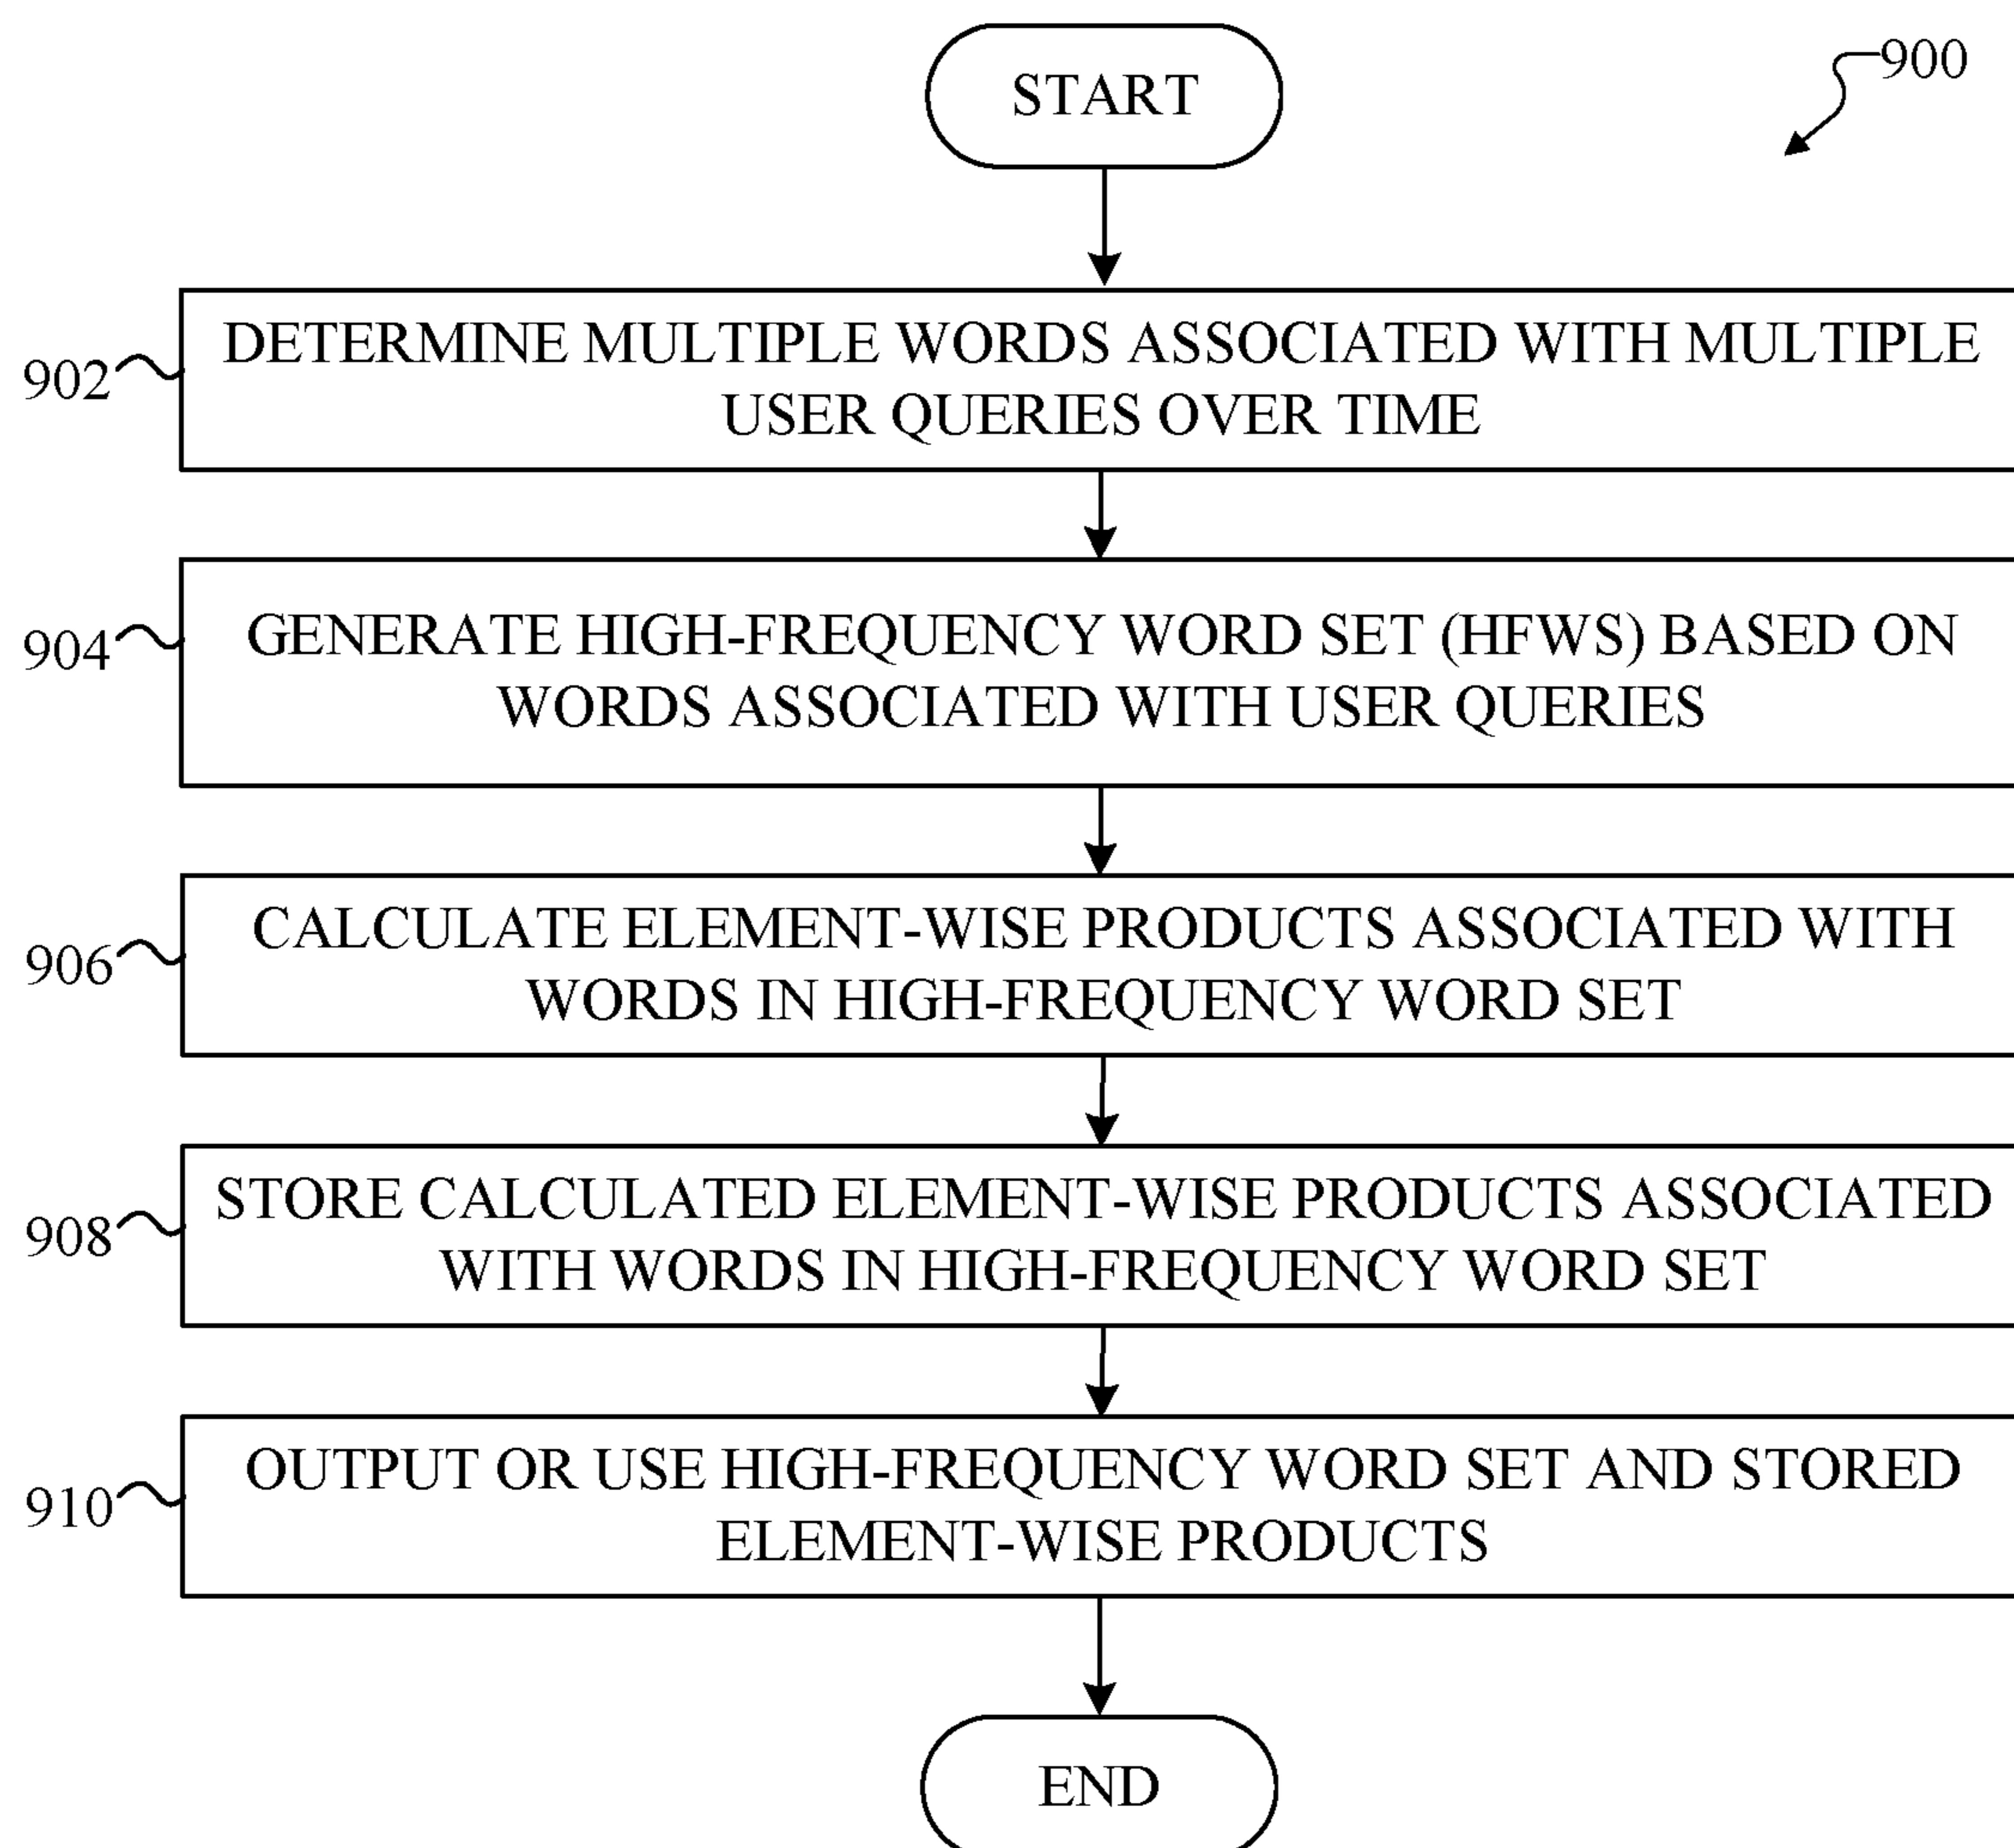 START
900
902
DETERMINE MULTIPLE WORDS ASSOCIATED WITH MULTIPLE
USER QUERIES OVER TIME
904
GENERATE HIGH-FREQUENCY WORD SET (HFWS) BASED ON
WORDS ASSOCIATED WITH USER QUERIES
906
CALCULATE ELEMENT-WISE PRODUCTS ASSOCIATED WITH
WORDS IN HIGH-FREQUENCY WORD SET
908
STORE CALCULATED ELEMENT-WISE PRODUCTS ASSOCIATED
WITH WORDS IN HIGH-FREQUENCY WORD SET
910
OUTPUT OR USE HIGH-FREQUENCY WORD SET AND STORED
ELEMENT-WISE PRODUCTS
END